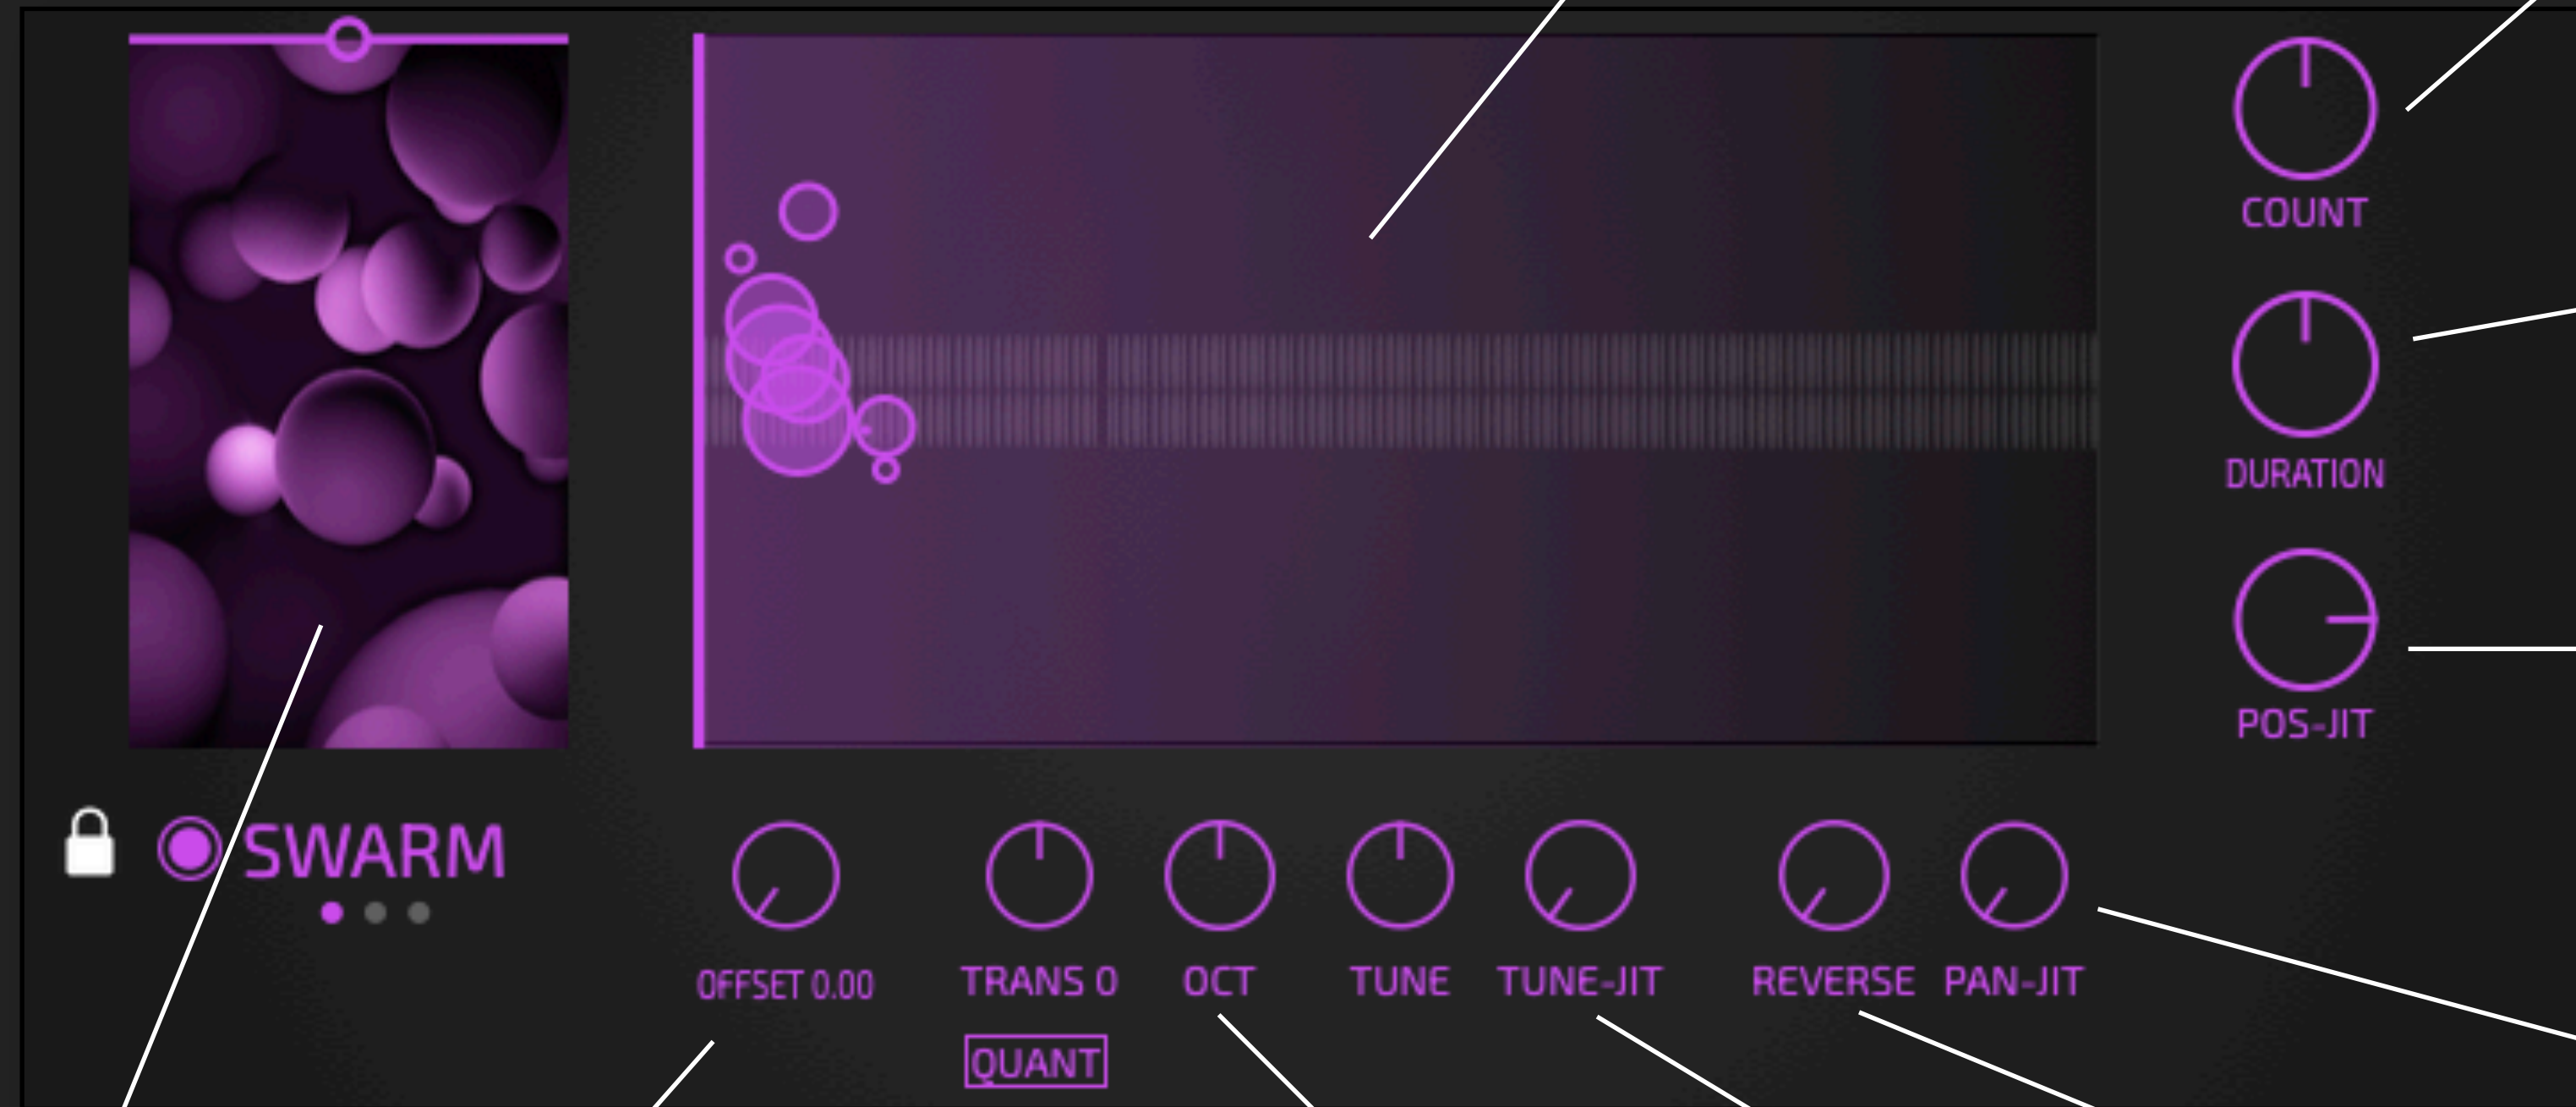 COUNT
DURATION
POS-JIT
SWARM
OFFSET 0.00
TRANS 0
OCT
TUNE
TUNE-JIT
REVERSE
PAN-JIT
QUANT